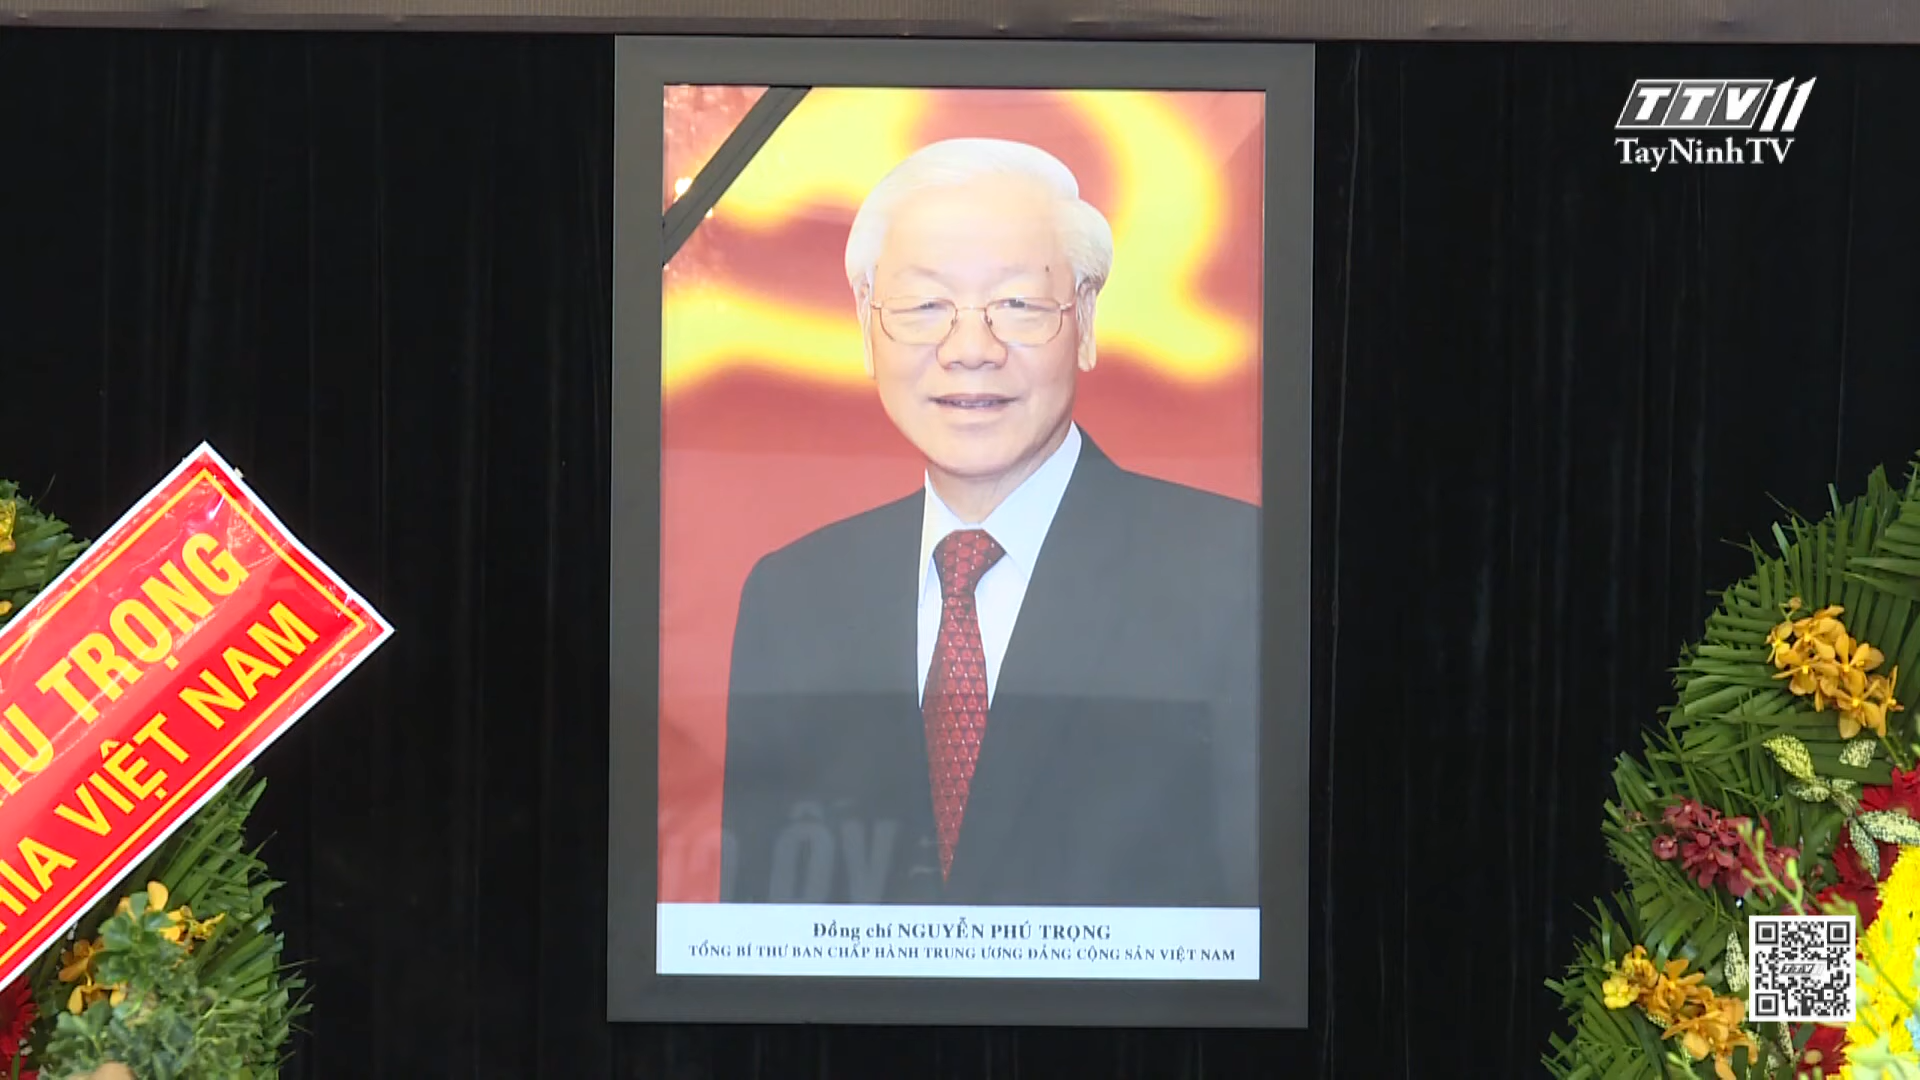 TTV11
TayNinhTV
TRỌNG
VIỆT NAM
Đồng chí NGUYỄN PHÚ TRỌNG
TỔNG BÍ THƯ BAN CHẤP HÀNH TRUNG ƯƠNG ĐẢNG CỘNG SẢN VIỆT NAM